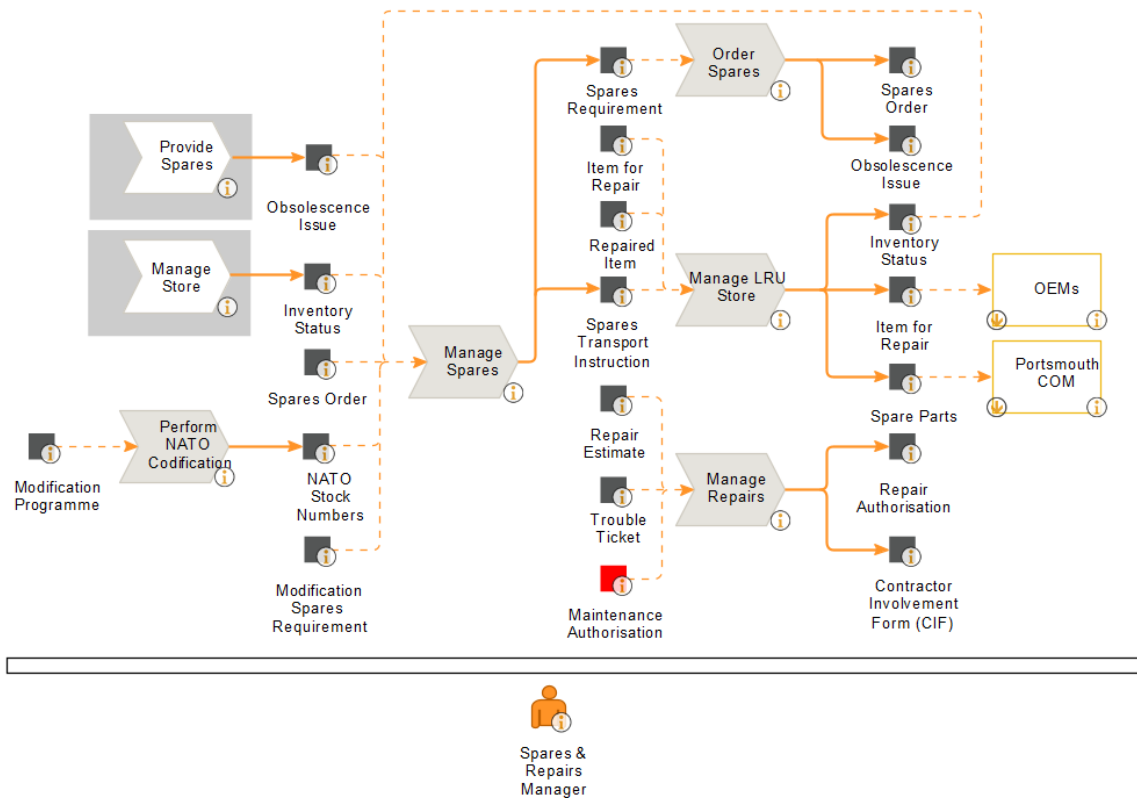 Order
Spares
Spares
Requirement
Spares
Order
Provide
Spares
Item for
Repair
Obsolescence
Issue
Obsolescence
Issue
Repaired
Item
Inventory
Status
Manage
Store
Manage LRU
Store
OEMs
Inventory
Status
Spares
Transport
Instruction
Item for
Repair
Manage
Spares
Portsmouth
COM
Spares Order
Spare Parts
Perform
NATO
Codification
Repair
Estimate
Modification
Programme
NATO
Stock
Numbers
Manage
Repairs
Repair
Authorisation
Trouble
Ticket
Modification
Spares
Requirement
Maintenance
Authorisation
Contractor
Involvement
Form (CIF)
Spares &
Repairs
Manager